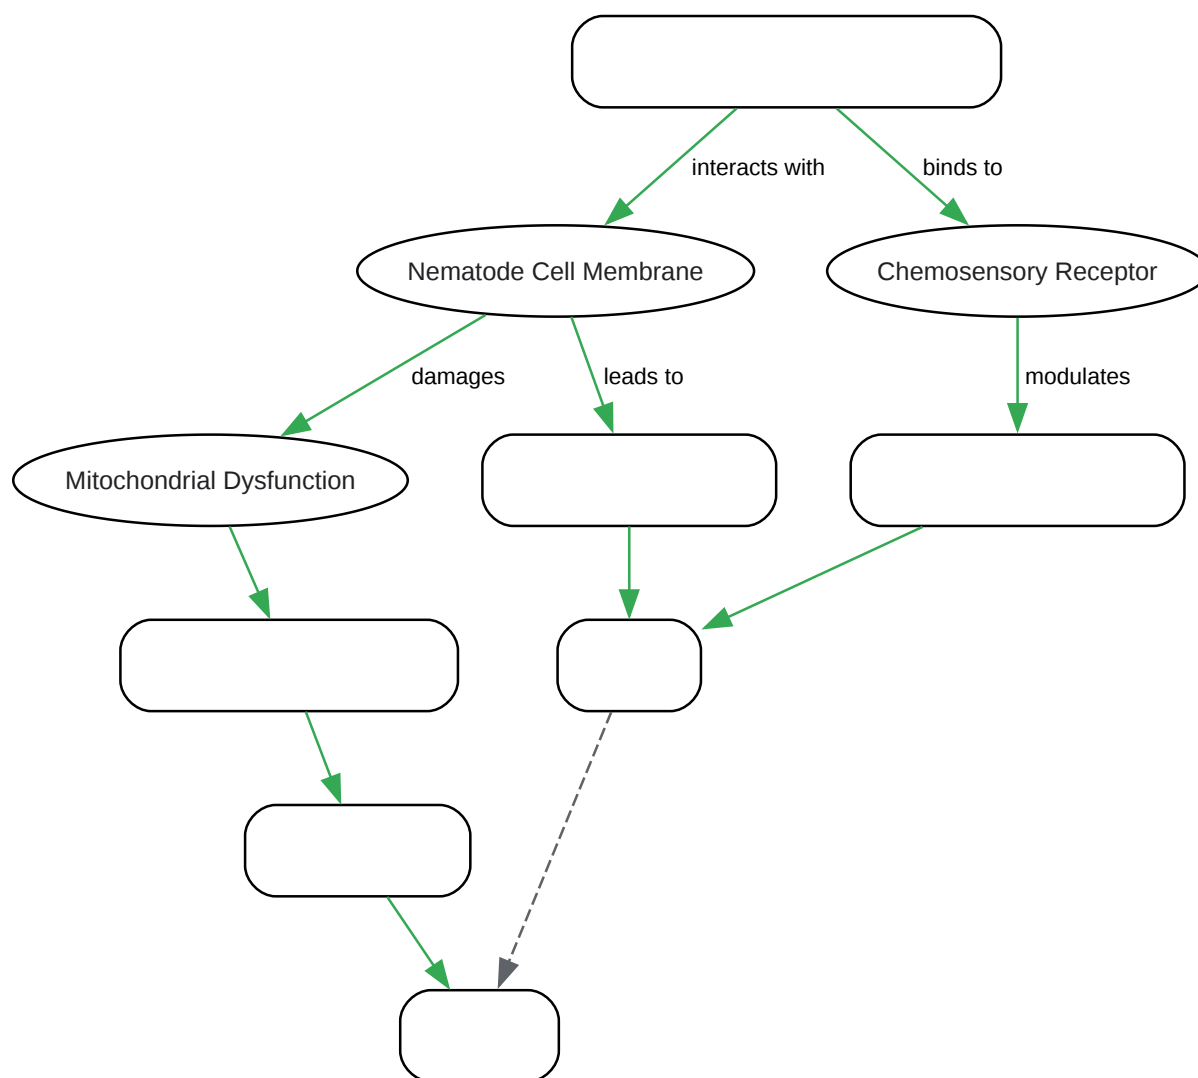 interacts with
binds to
Nematode Cell Membrane
Chemosensory Receptor
damages
leads to
modulates
Mitochondrial Dysfunction